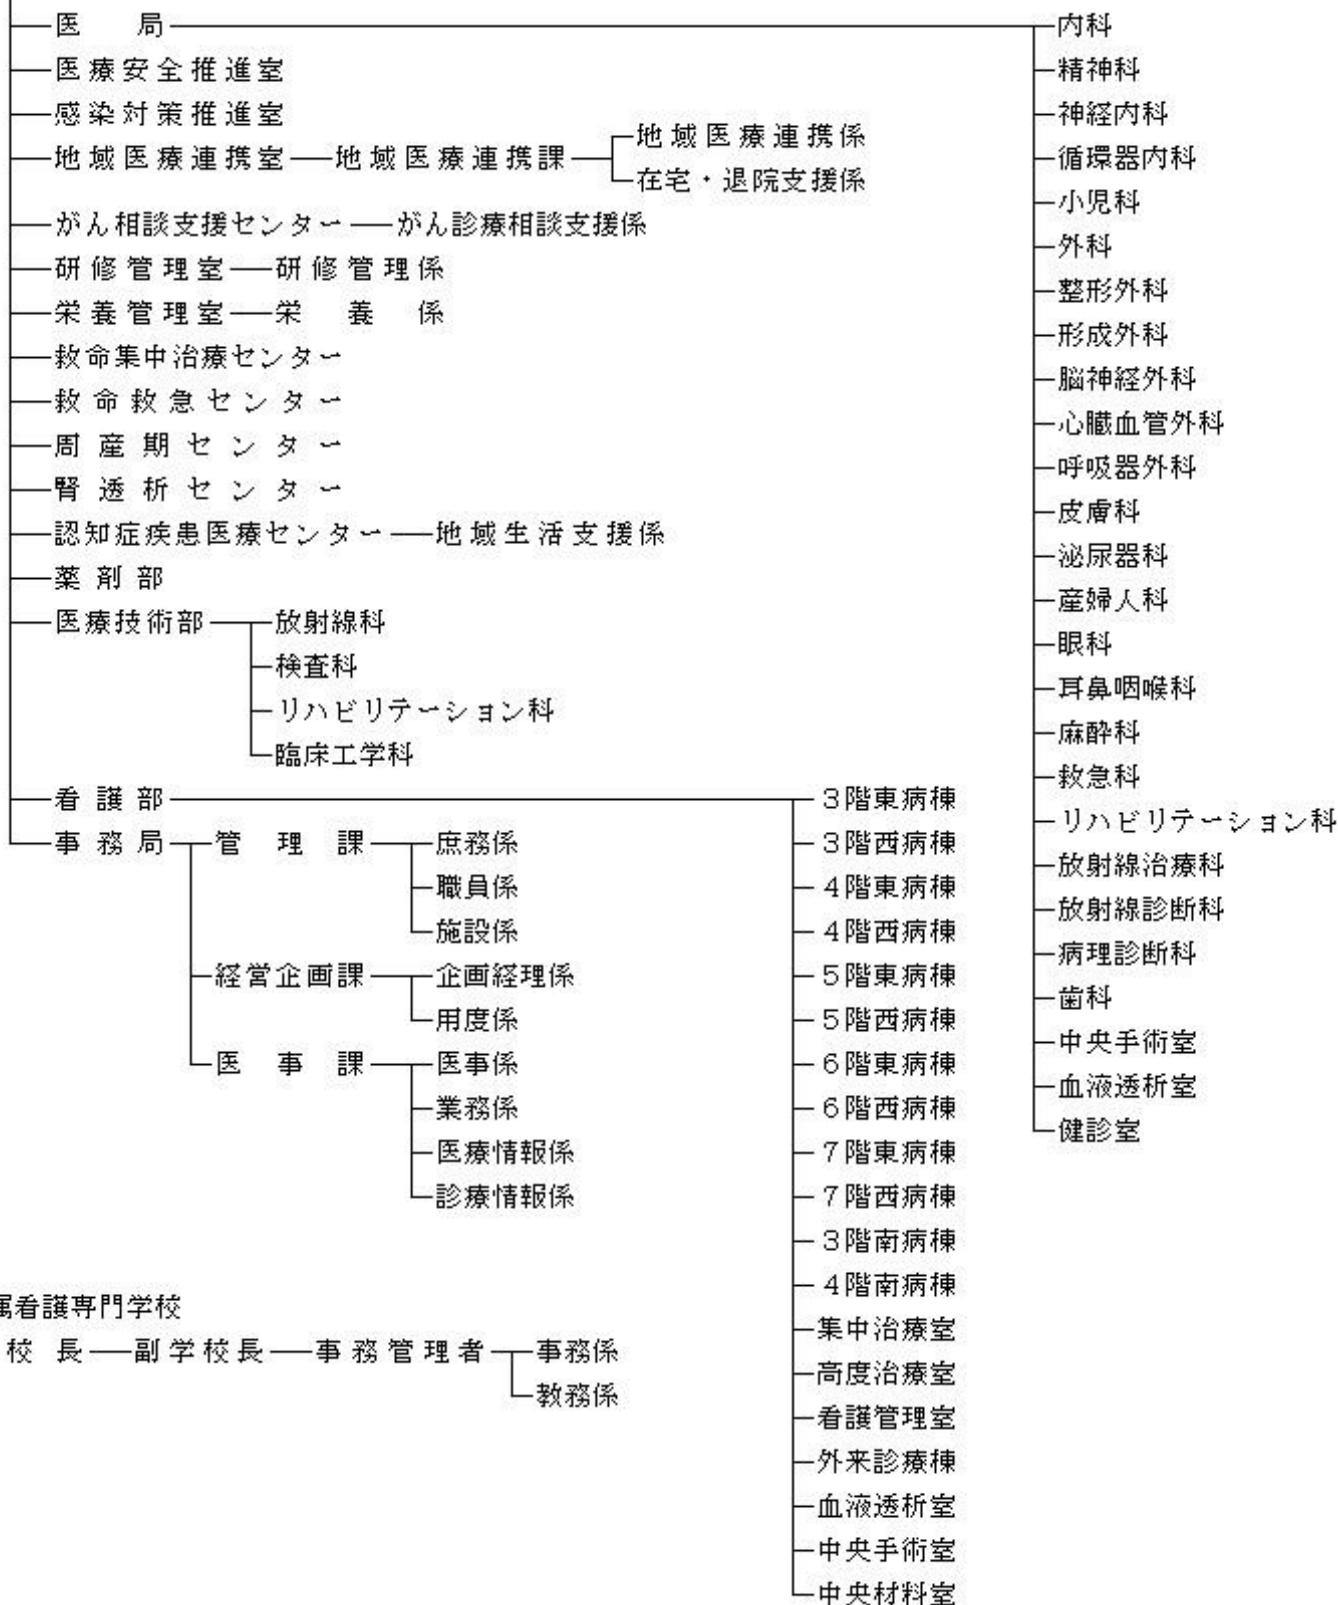 医局
医療安全推進室
感染対策推進室
地域医療連携室 地域医療連携課 地域医療連携係
在宅・退院支援係
がん相談支援センター がん診療相談支援係
研修管理室 研修管理係
栄養管理室 栄養係
救命集中治療センター
救命救急センター
周産期センター
腎透析センター
認知症疾患医療センター 地域生活支援係
薬剤部
医療技術部 放射線科
検査科
リハビリテーション科
臨床工学科
看護部
事務局 管理課 庶務係
職員係
施設係
経営企画課 企画経理係
用度係
医事課 医事係
業務係
医療情報係
診療情報係
内科
精神科
神経内科
循環器内科
小児科
外科
整形外科
形成外科
脳神経外科
心臓血管外科
呼吸器外科
皮膚科
泌尿器科
産婦人科
眼科
耳鼻咽喉科
麻酔科
救急科
リハビリテーション科
放射線治療科
放射線診断科
病理診断科
歯科
中央手術室
血液透析室
健診室
3階東病棟
3階西病棟
4階東病棟
4階西病棟
5階東病棟
5階西病棟
6階東病棟
6階西病棟
7階東病棟
7階西病棟
3階南病棟
4階南病棟
集中治療室
高度治療室
看護管理室
外来診療棟
血液透析室
中央手術室
中央材料室
属看護専門学校
校長 副学校長 事務管理者 事務係
教務係